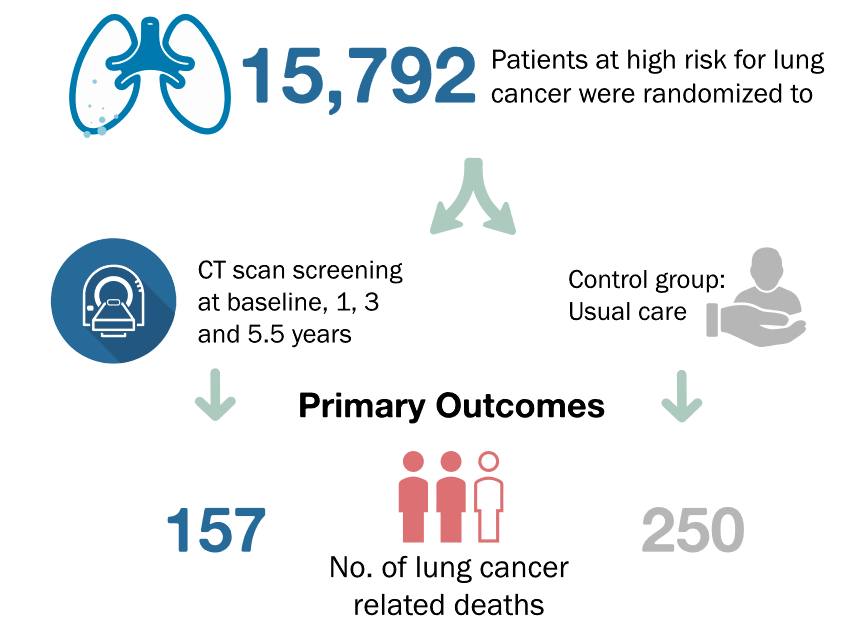 15,792
Patients at high risk for lung
cancer were randomized to
CT scan screening
at baseline, 1, 3
and 5.5 years
Control group:
Usual care
Primary Outcomes
157
250
No. of lung cancer
related deaths